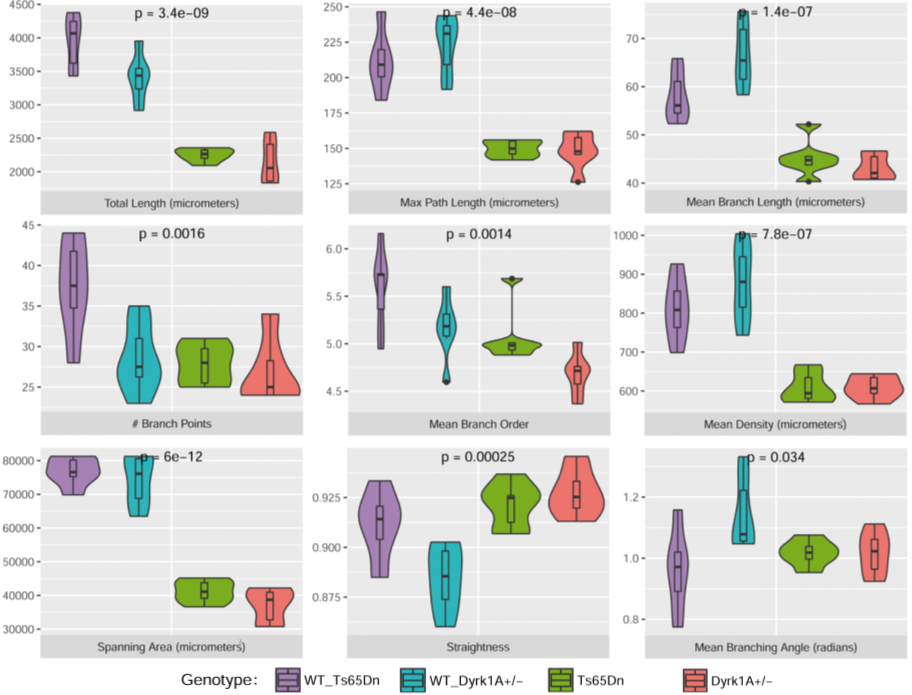 p = 3.4e−09
4500
4000
3500
3000
2500
2000
Total Length (micrometers)
p = 4.4e−08
250
225
200
175
150
125
Max Path Length (micrometers)
p = 1.4e−07
70
60
50
40
Mean Branch Length (micrometers)
p = 0.0016
45
40
35
30
25
# Branch Points
p = 0.0014
6.0
5.5
5.0
4.5
Mean Branch Order
p = 7.8e−07
1000
900
800
700
600
Mean Density (micrometers)
p = 6e−12
80000
70000
60000
50000
40000
30000
Spanning Area (micrometers)
p = 0.00025
0.925
0.900
0.875
Straightness
p = 0.034
1.2
1.0
0.8
Mean Branching Angle (radians)
Genotype: WT_Ts65Dn WT_Dyrk1A+/− Ts65Dn Dyrk1A+/−